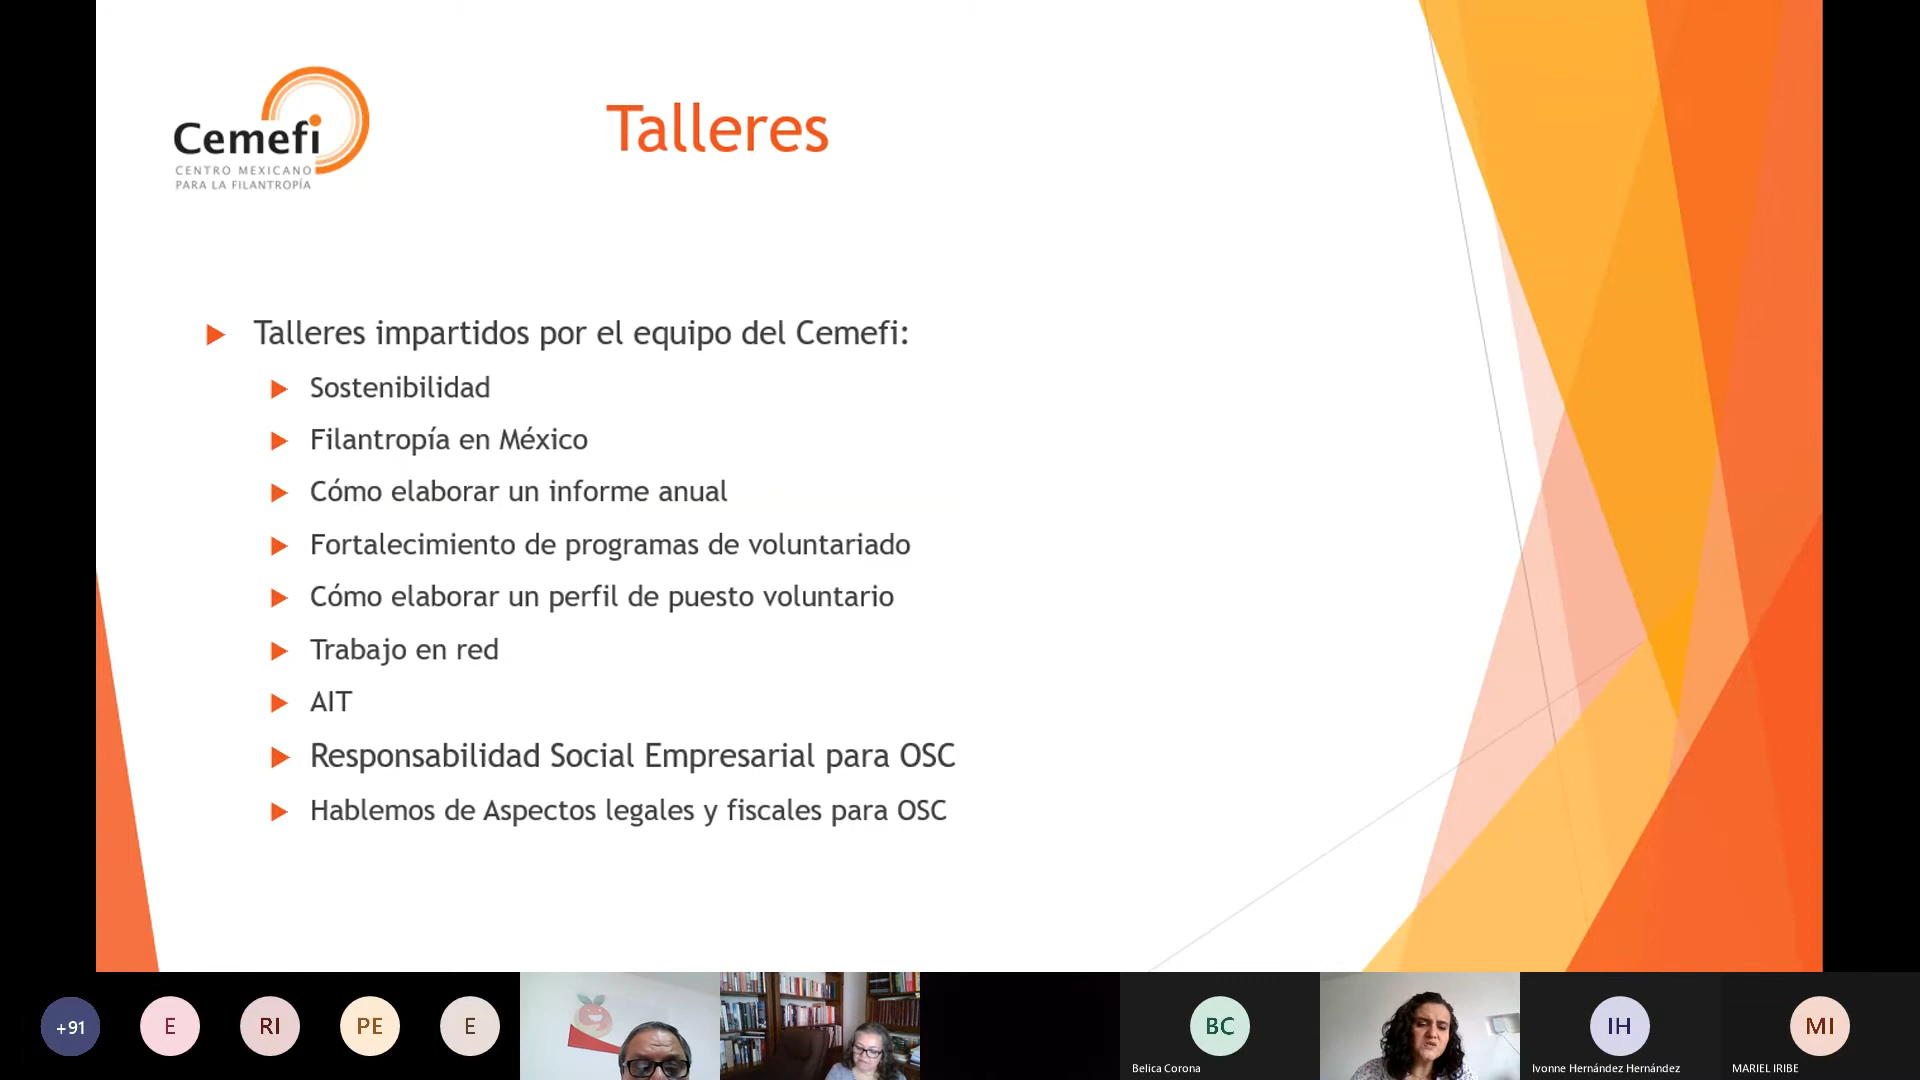 Cemefi
CENTRO MEXICANO
PARA LA FILANTROPÍA
Talleres
Talleres impartidos por el equipo del Cemefi:
Sostenibilidad
Filantropía en México
Cómo elaborar un informe anual
Fortalecimiento de programas de voluntariado
Cómo elaborar un perfil de puesto voluntario
Trabajo en red
AIT
Responsabilidad Social Empresarial para OSC
Hablemos de Aspectos legales y fiscales para OSC
+91
E
RI
PE
E
BC
Belica Corona
IH
Ivonne Hernández Hernández
MI
MARIEL IRIBE